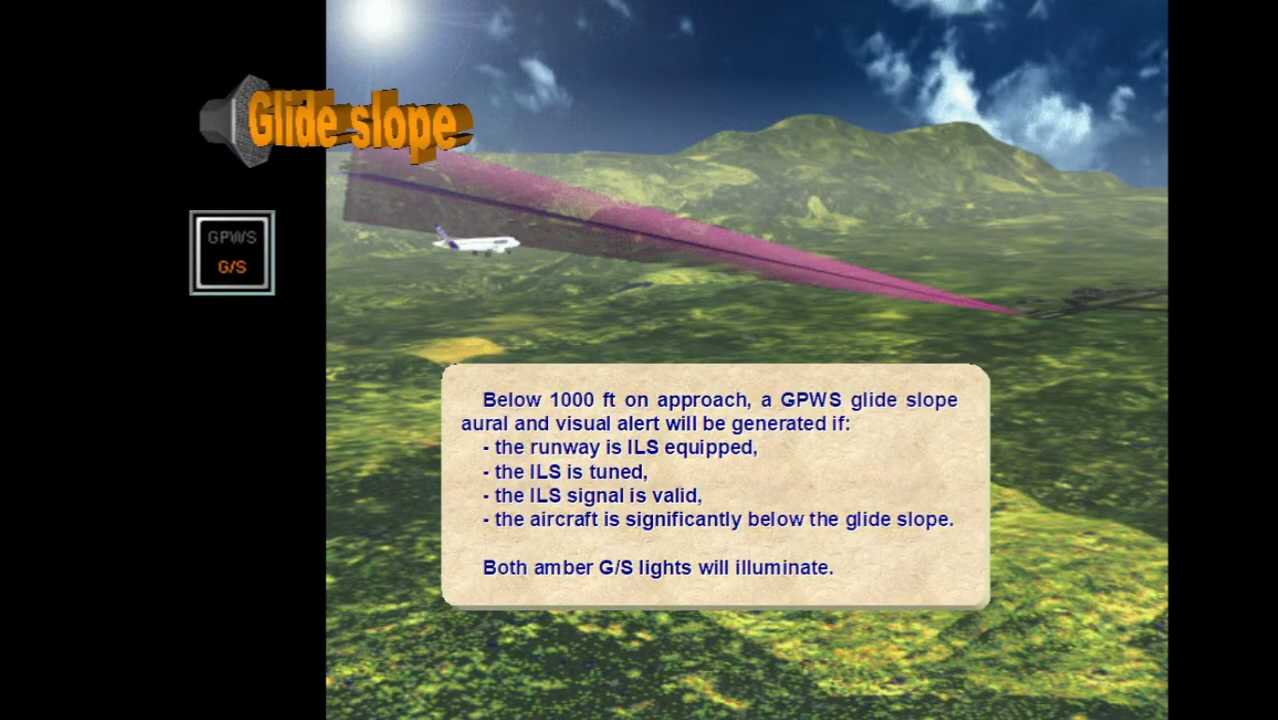 Glide slope
GPWS
G/S
Below 1000 ft on approach, a GPWS glide slope
aural and visual alert will be generated if:
- the runway is ILS equipped,
- the ILS is tuned,
- the ILS signal is valid,
- the aircraft is significantly below the glide slope.
Both amber G/S lights will illuminate.